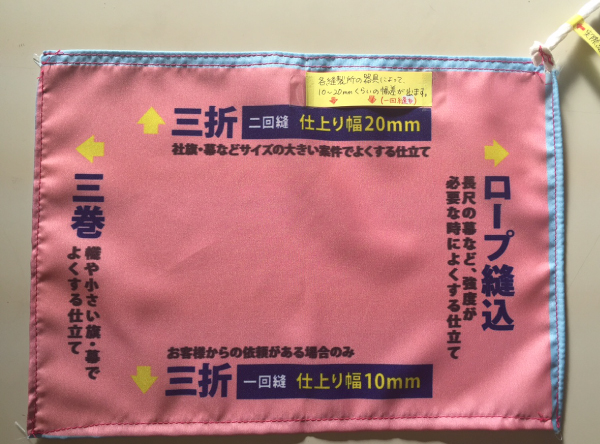 各縫製所の器具によって、
10〜20mmくらいの幅差が出ます。
(一回縫も)
三折 二回縫 仕上り幅20mm
社旗・幕などサイズの大きい案件でよくする仕立て
ロープ縫込
長尺の幕など、強度が
必要な時によくする仕立て
三巻
幟や小さい旗・幕で
よくする仕立て
お客様からの依頼がある場合のみ
三折 一回縫 仕上り幅10mm